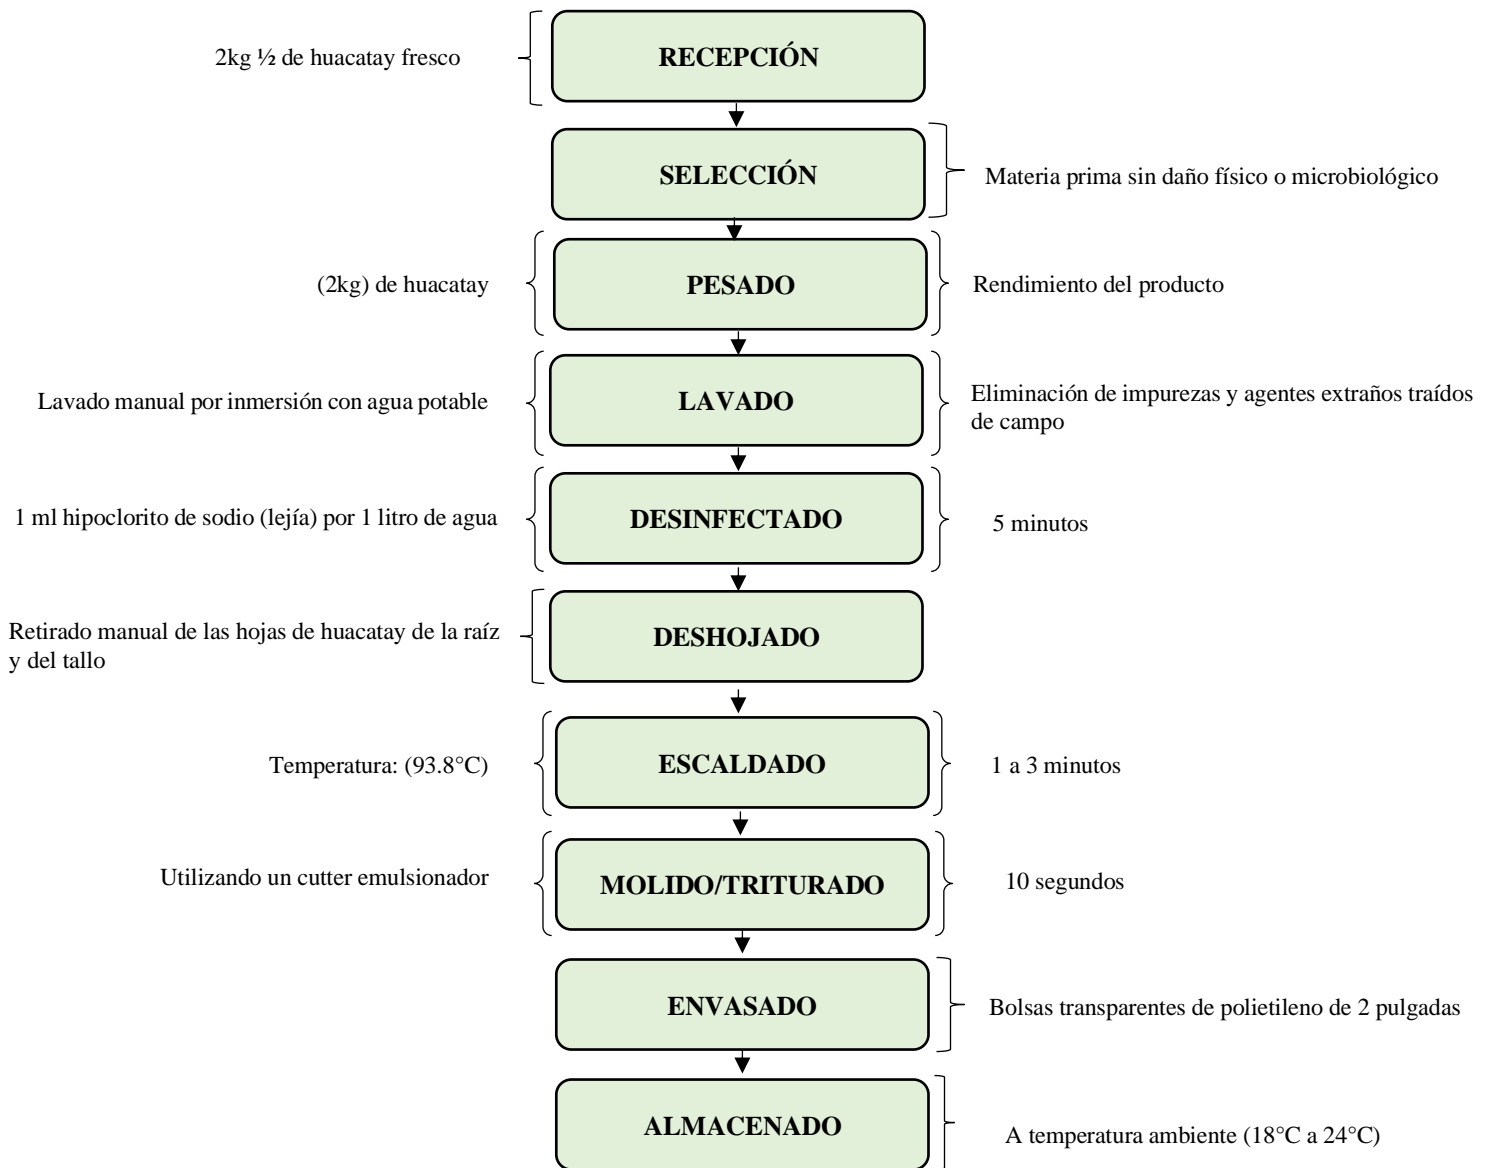 2kg ½ de huacatay fresco
RECEPCIÓN
SELECCIÓN
Materia prima sin daño físico o microbiológico
(2kg) de huacatay
PESADO
Rendimiento del producto
Lavado manual por inmersión con agua potable
LAVADO
Eliminación de impurezas y agentes extraños traídos
de campo
1 ml hipoclorito de sodio (lejía) por 1 litro de agua
DESINFECTADO
5 minutos
Retirado manual de las hojas de huacatay de la raíz
y del tallo
DESHOJADO
Temperatura: (93.8°C)
ESCALDADO
1 a 3 minutos
Utilizando un cutter emulsionador
MOLIDO/TRITURADO
10 segundos
ENVASADO
Bolsas transparentes de polietileno de 2 pulgadas
ALMACENADO
A temperatura ambiente (18°C a 24°C)